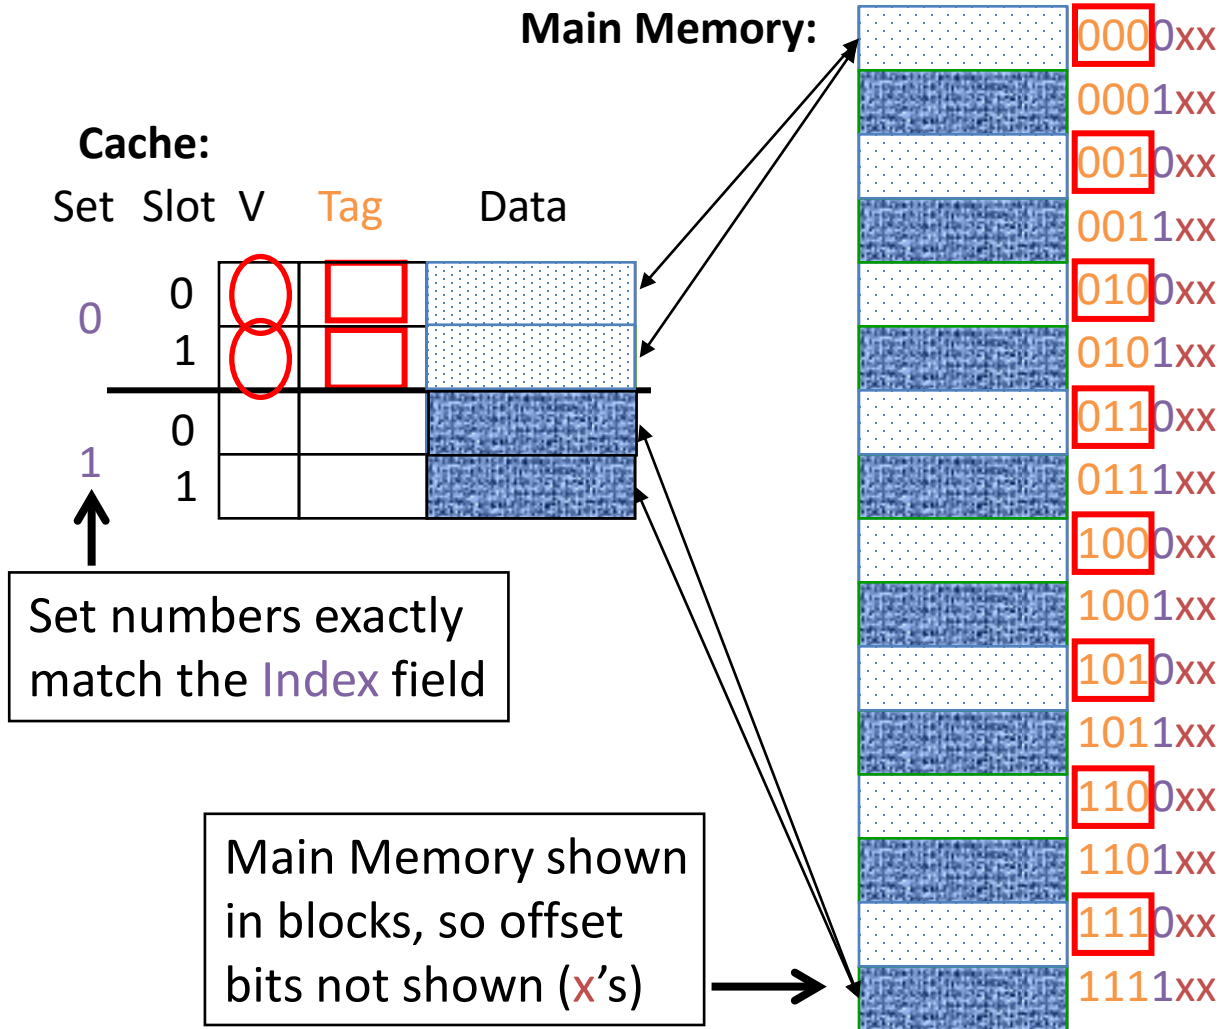 Main Memory:
Cache:
Set Slot V Tag Data
0
0
1
1
0
1
Set numbers exactly
match the Index field
Main Memory shown
in blocks, so offset
bits not shown (x's)
0000xx
0001xx
0010xx
0011xx
0100xx
0101xx
0110xx
0111xx
1000xx
1001xx
1010xx
1011xx
1100xx
1101xx
1110xx
1111xx